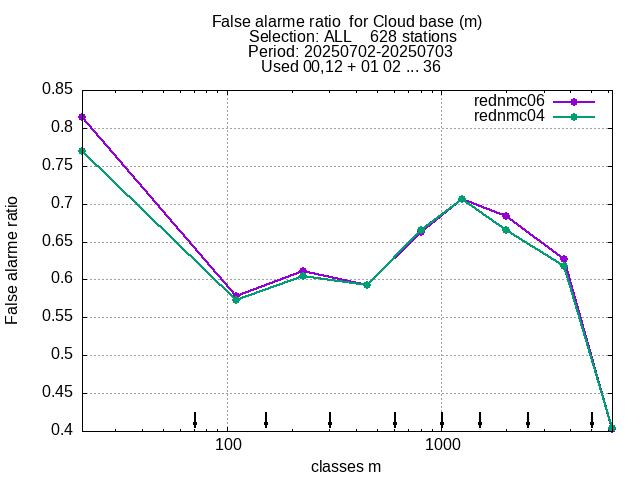 False alarme ratio  for Cloud base (m)
Selection: ALL    628 stations
Period: 20250702-20250703
Used 00,12 + 01 02 ... 36
rednmc06
rednmc04
0.85
0.8
0.75
0.7
0.65
0.6
0.55
0.5
0.45
0.4
False alarme ratio
100
1000
classes m